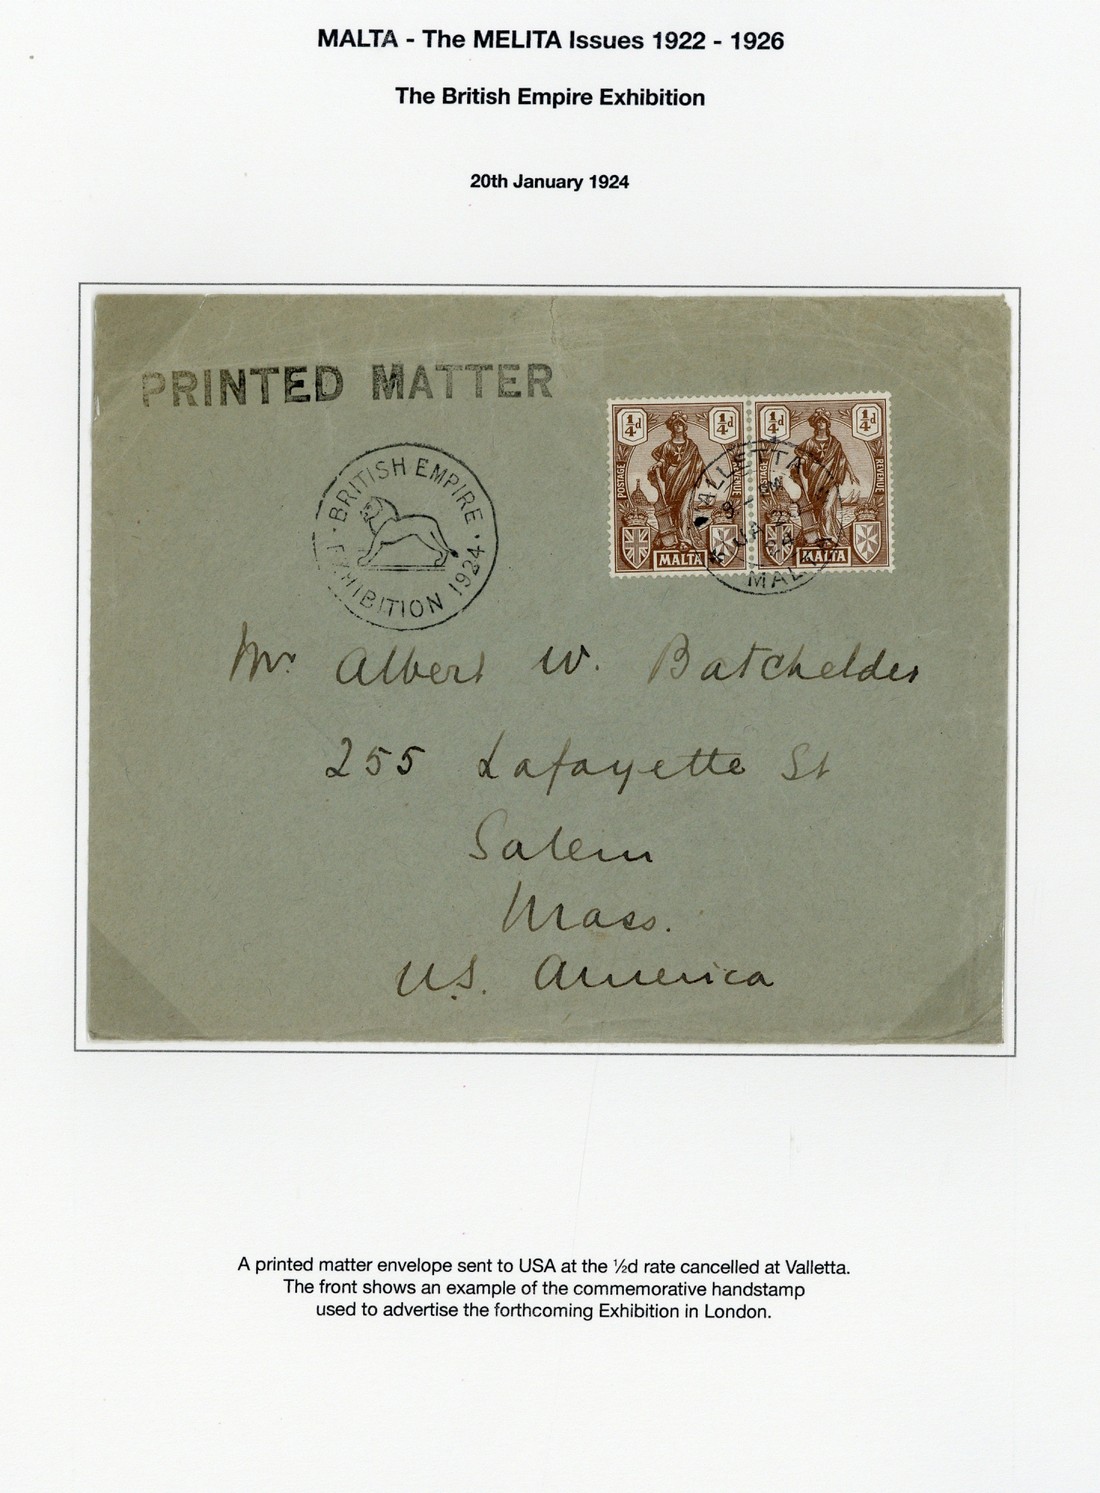 MALTA - The MELITA Issues 1922 - 1926
The British Empire Exhibition
20th January 1924
PRINTED MATTER
· BRITISH EMPIRE ·
EXHIBITION 1924
¼d ¼d
POSTAGE
REVENUE
MALTA
¼d ¼d
POSTAGE
REVENUE
MALTA
VALLETTA
JA 20
24
MALTA
Mr. Albert W. Batchelder
255 Lafayette St
Salem
Mass.
U.S. America
A printed matter envelope sent to USA at the ½d rate cancelled at Valletta.
The front shows an example of the commemorative handstamp
used to advertise the forthcoming Exhibition in London.